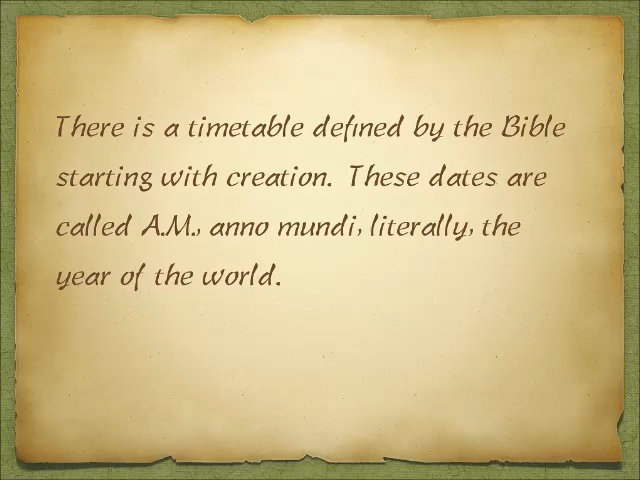 There is a timetable defined by the Bible
starting with creation. These dates are
called A.M., anno mundi, literally, the
year of the world.